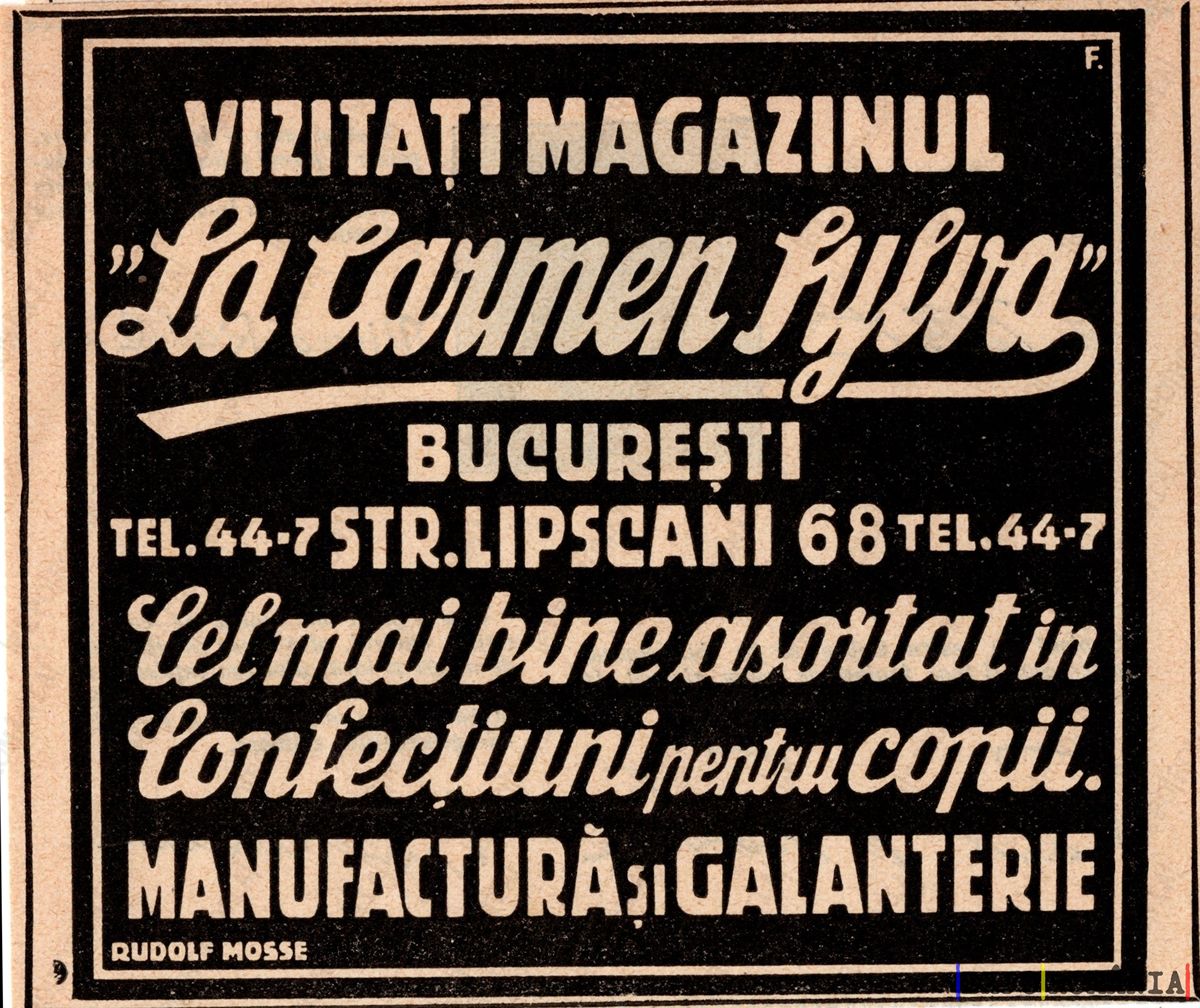 F.
VIZITAȚI MAGAZINUL
"La Carmen Sylva"
BUCUREȘTI
TEL. 44-7 STR. LIPSCANI 68 TEL. 44-7
Cel mai bine asortat in
Confecțiuni pentru copii.
MANUFACTURĂ ȘI GALANTERIE
RUDOLF MOSSE